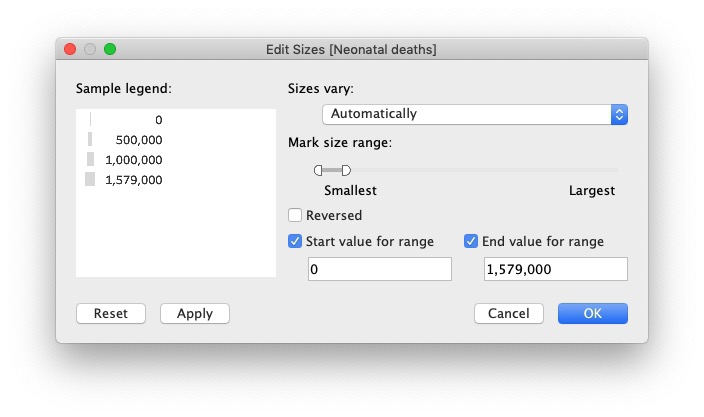 Edit Sizes [Neonatal deaths]
Sample legend:
0
500,000
1,000,000
1,579,000
Sizes vary:
Automatically
Mark size range:
Smallest Largest
Reversed
Start value for range End value for range
0 1,579,000
Reset Apply Cancel OK